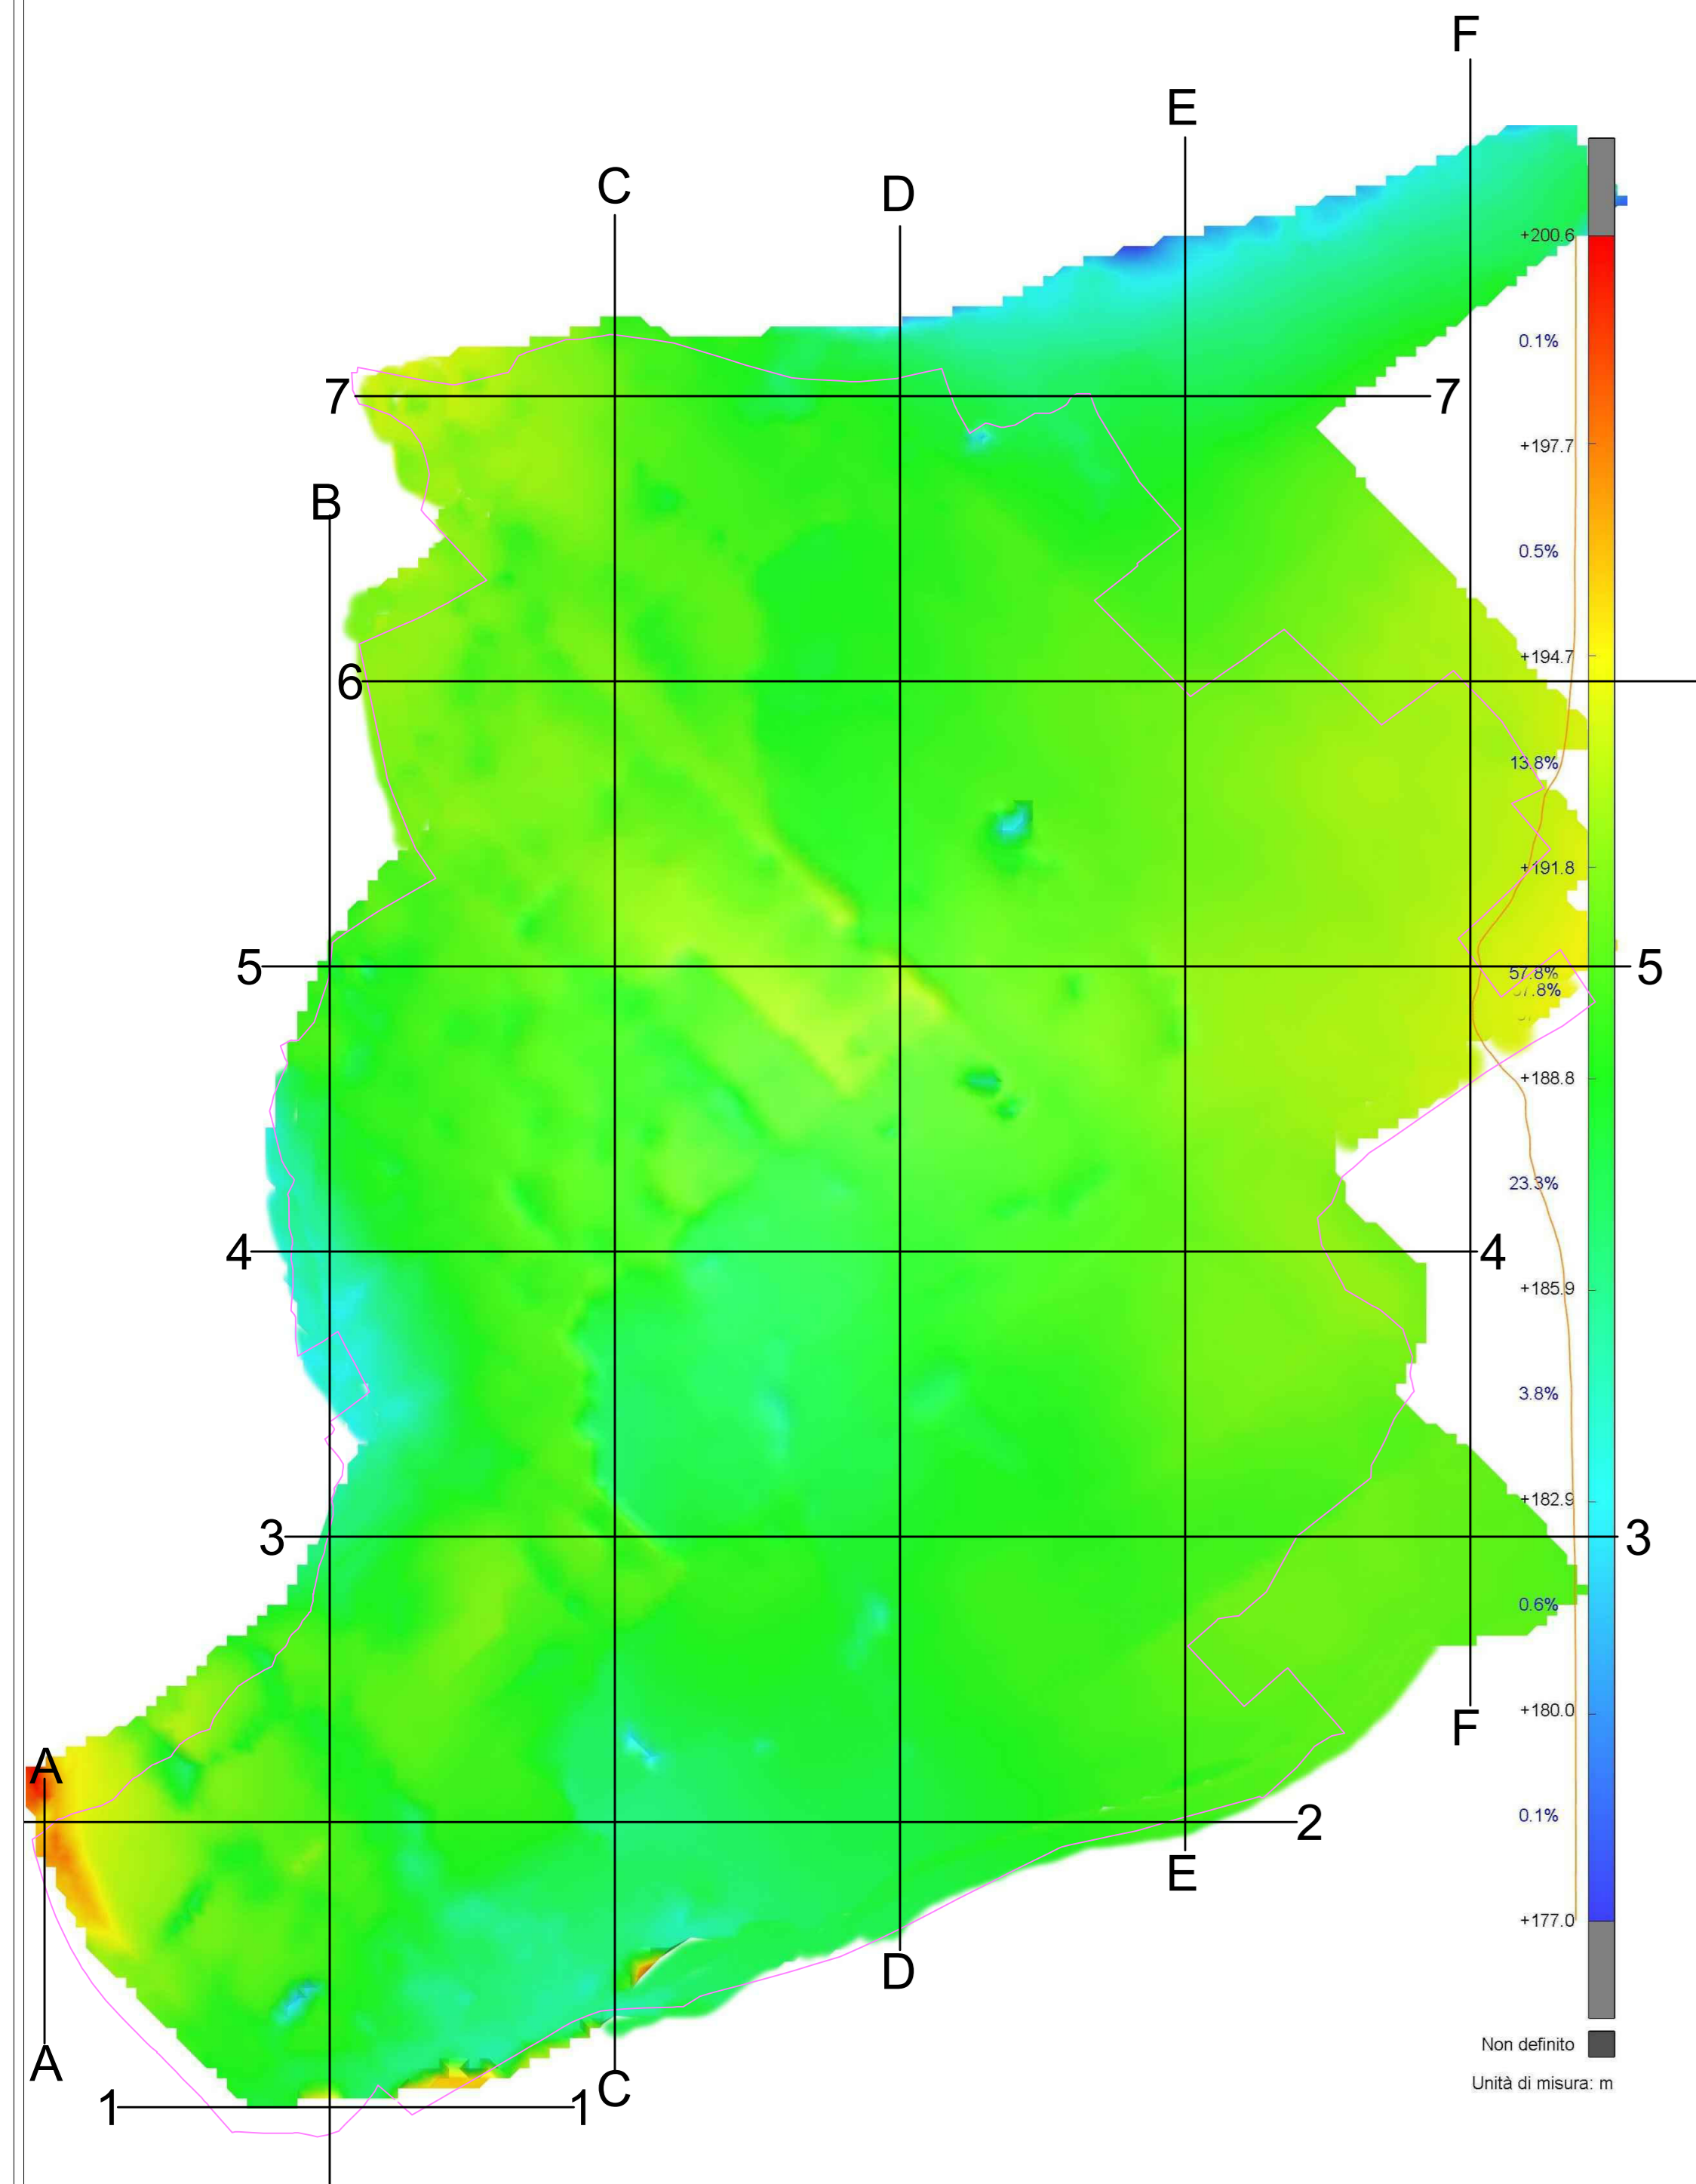 F
E
C
D
+200.6
0.1%
7
7
+197.7
B
0.5%
6
+194.7
13.8%
+191.8
5
5
57.8%
+188.8
23.3%
4
4
+185.9
3.8%
+182.9
3
3
0.6%
+180.0
F
A
2
0.1%
E
+177.0
D
Non definito
A
Unità di misura: m
1
1
C